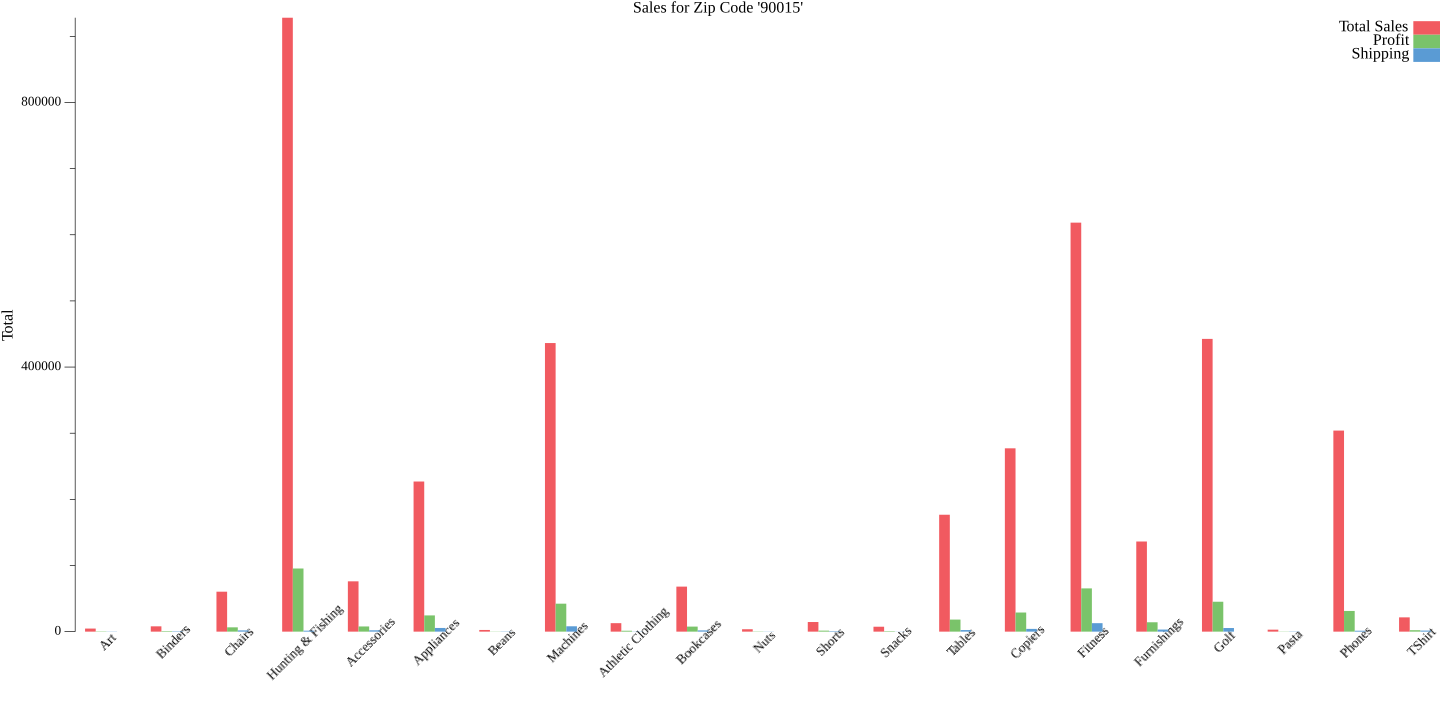 Sales for Zip Code '90015'
Total Sales
Profit
Shipping
800000
400000
0
Total
Art
Binders
Chairs
Hunting & Fishing
Accessories
Appliances
Beans
Machines
Athletic Clothing
Bookcases
Nuts
Shorts
Snacks
Tables
Copiers
Fitness
Furnishings
Golf
Pasta
Phones
TShirt